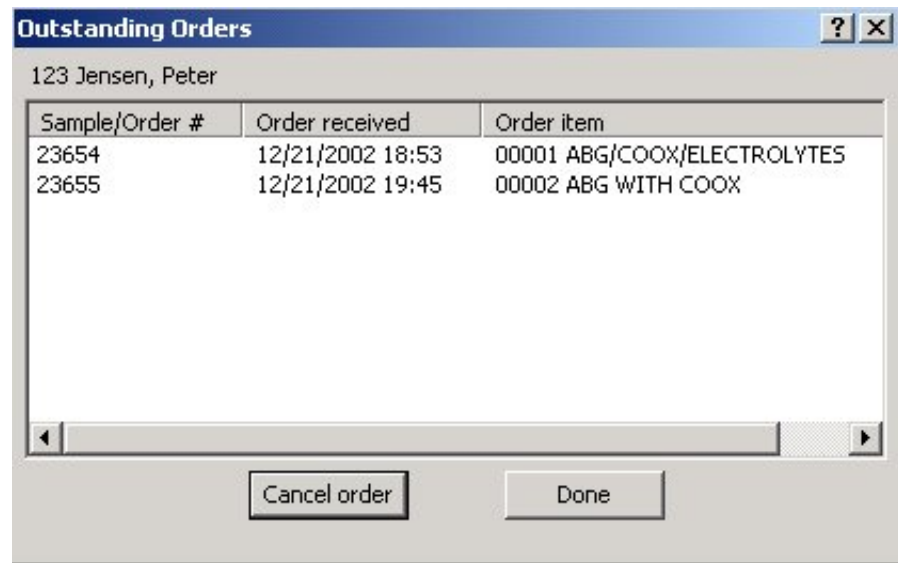 Outstanding Orders
123 Jensen, Peter
Sample/Order # Order received Order item
23654 12/21/2002 18:53 00001 ABG/COOX/ELECTROLYTES
23655 12/21/2002 19:45 00002 ABG WITH COOX
Cancel order Done